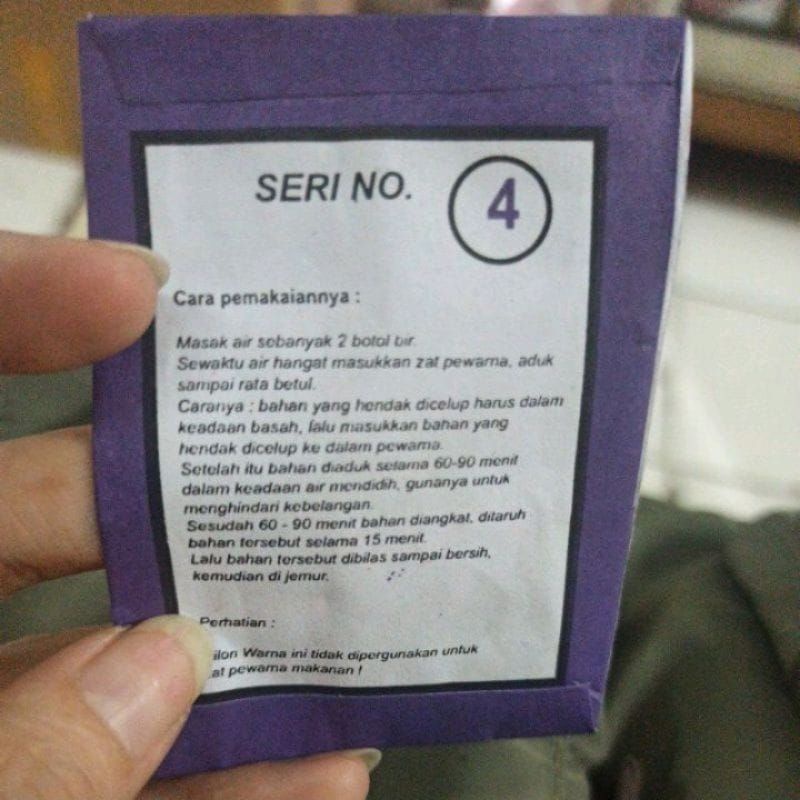 SERI NO. 4
Cara pemakaiannya :
Masak air sebanyak 2 botol bir.
Sewaktu air hangat masukkan zat pewarna, aduk
sampai rata betul.
Caranya : bahan yang hendak dicelup harus dalam
keadaan basah, lalu masukkan bahan yang
hendak dicelup ke dalam pewarna.
Setelah itu bahan diaduk selama 60-90 menit
dalam keadaan air mendidih, gunanya untuk
menghindari kebelangan.
Sesudah 60 - 90 menit bahan diangkat, ditaruh
bahan tersebut selama 15 menit.
Lalu bahan tersebut dibilas sampai bersih,
kemudian di jemur.
Perhatian :
Warna ini tidak dipergunakan untuk
pewarna makanan !